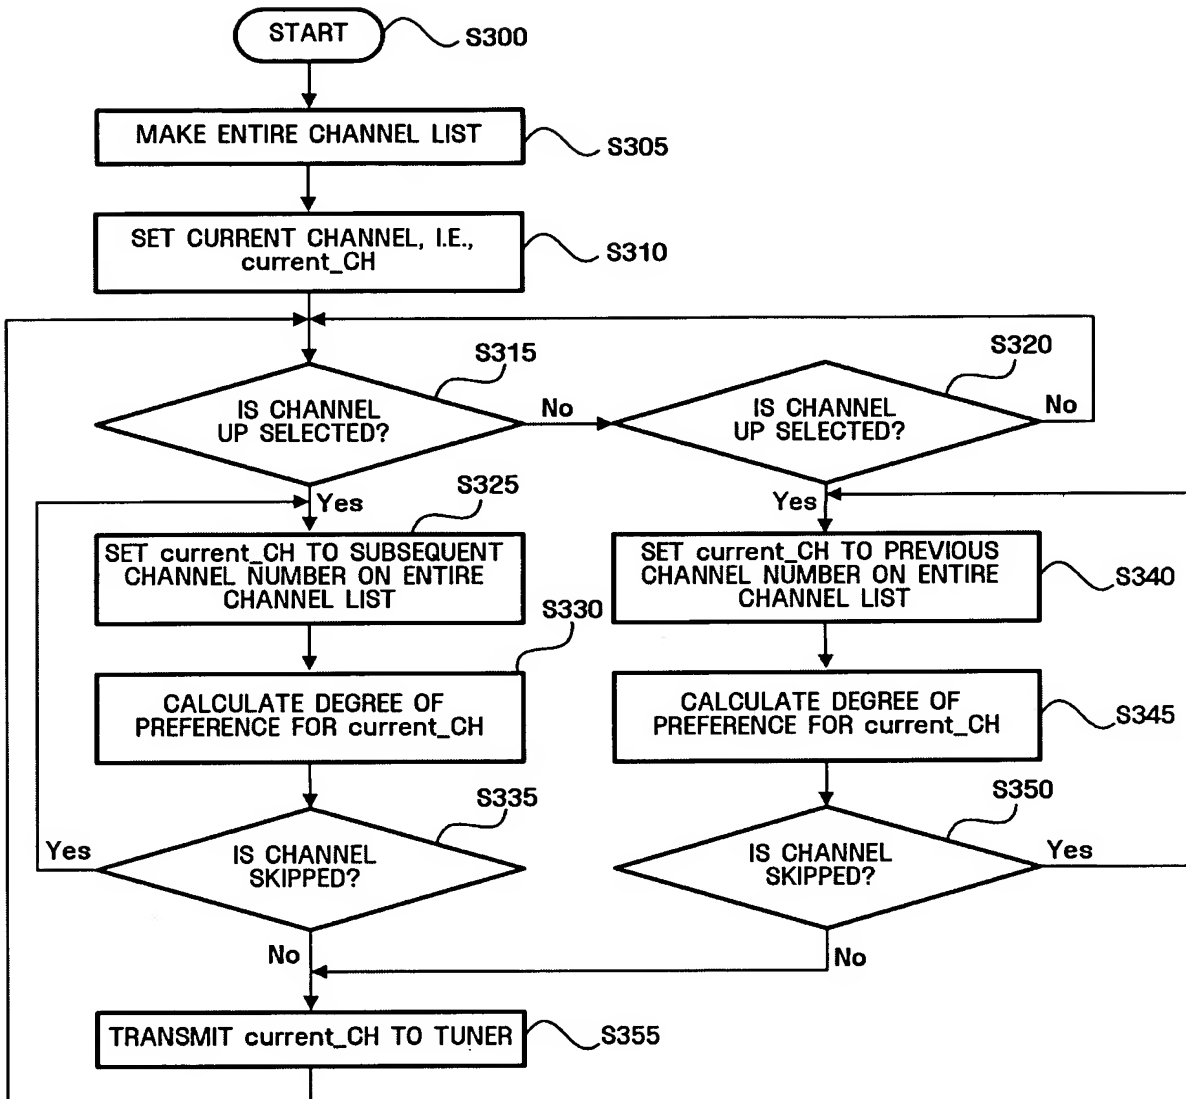 START
S300
MAKE ENTIRE CHANNEL LIST
S305
SET CURRENT CHANNEL, I.E.,
current_CH
S310
S315
IS CHANNEL
UP SELECTED?
No
S320
IS CHANNEL
UP SELECTED?
No
Yes
S325
SET current_CH TO SUBSEQUENT
CHANNEL NUMBER ON ENTIRE
CHANNEL LIST
Yes
SET current_CH TO PREVIOUS
CHANNEL NUMBER ON ENTIRE
CHANNEL LIST
S340
S330
CALCULATE DEGREE OF
PREFERENCE FOR current_CH
CALCULATE DEGREE OF
PREFERENCE FOR current_CH
S345
S335
IS CHANNEL
SKIPPED?
Yes
No
S350
IS CHANNEL
SKIPPED?
Yes
No
TRANSMIT current_CH TO TUNER
S355